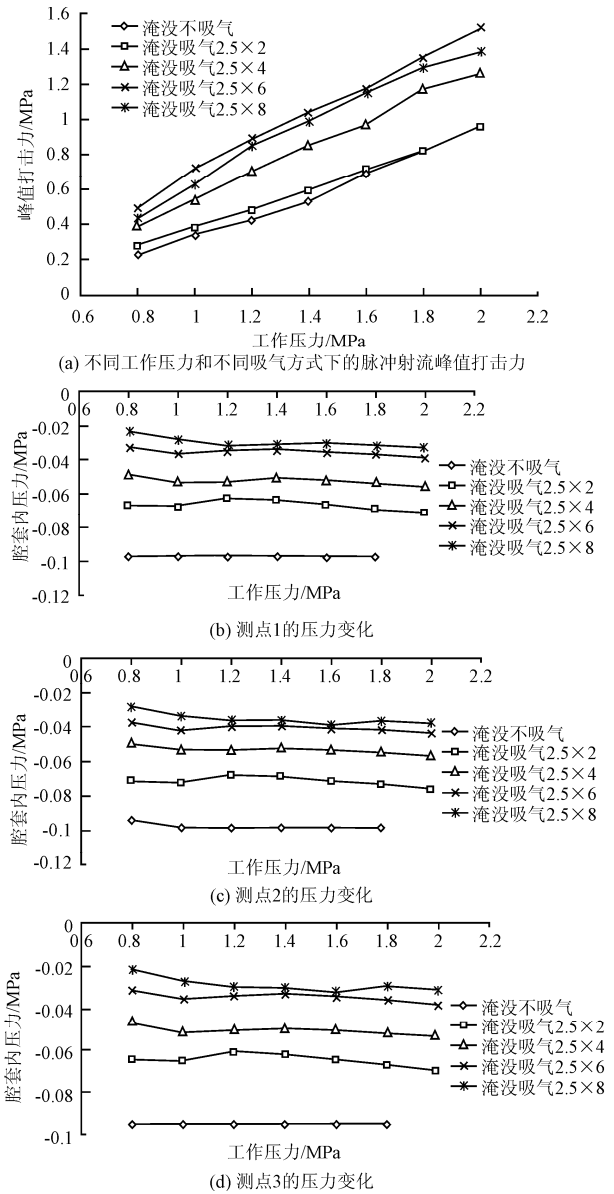 1.6
1.4
1.2
1
0.8
0.6
0.4
0.2
0
峰值打击力/MPa
淹没不吸气
淹没吸气2.5×2
淹没吸气2.5×4
淹没吸气2.5×6
淹没吸气2.5×8
0.6 0.8 1 1.2 1.4 1.6 1.8 2 2.2
工作压力/MPa
(a) 不同工作压力和不同吸气方式下的脉冲射流峰值打击力
0
0.6 0.8 1 1.2 1.4 1.6 1.8 2 2.2
-0.02
-0.04
-0.06
-0.08
-0.1
-0.12
腔套内压力/MPa
淹没不吸气
淹没吸气2.5×2
淹没吸气2.5×4
淹没吸气2.5×6
淹没吸气2.5×8
工作压力/MPa
(b) 测点1的压力变化
0
0.6 0.8 1 1.2 1.4 1.6 1.8 2 2.2
-0.02
-0.04
-0.06
-0.08
-0.1
-0.12
腔套内压力/MPa
淹没不吸气
淹没吸气2.5×2
淹没吸气2.5×4
淹没吸气2.5×6
淹没吸气2.5×8
工作压力/MPa
(c) 测点2的压力变化
0
0.6 0.8 1 1.2 1.4 1.6 1.8 2 2.2
-0.02
-0.04
-0.06
-0.08
-0.1
腔套内压力/MPa
淹没不吸气
淹没吸气2.5×2
淹没吸气2.5×4
淹没吸气2.5×6
淹没吸气2.5×8
工作压力/MPa
(d) 测点3的压力变化